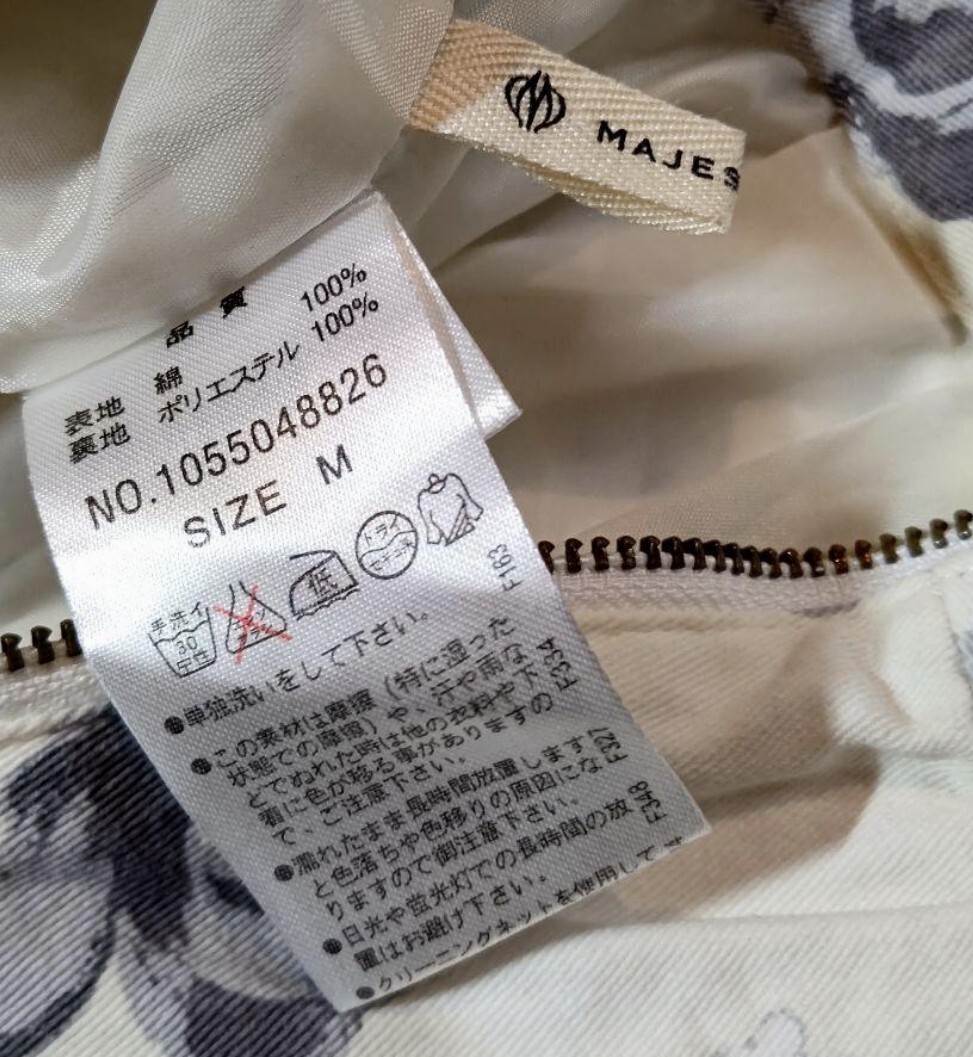 MAJES
品質
表地 綿 100%
裏地 ポリエステル 100%
NO.1055048826
SIZE M
手洗イ
30
中性
低
ドライ
F163
●単独洗いをして下さい。
●この素材は摩擦（特に湿った
状態での摩擦）や、汗や雨な
どでぬれた時は他の衣料や下
着に色が移る事がありますの
で、ご注意下さい。
F334
●濡れたまま長時間放置します
と色落ちや色移りの原因にな
りますので御注意下さい。
F327
●日光や蛍光灯での長時間の放
置はお避け下さい。
F348
●クリーニングネットを使用して